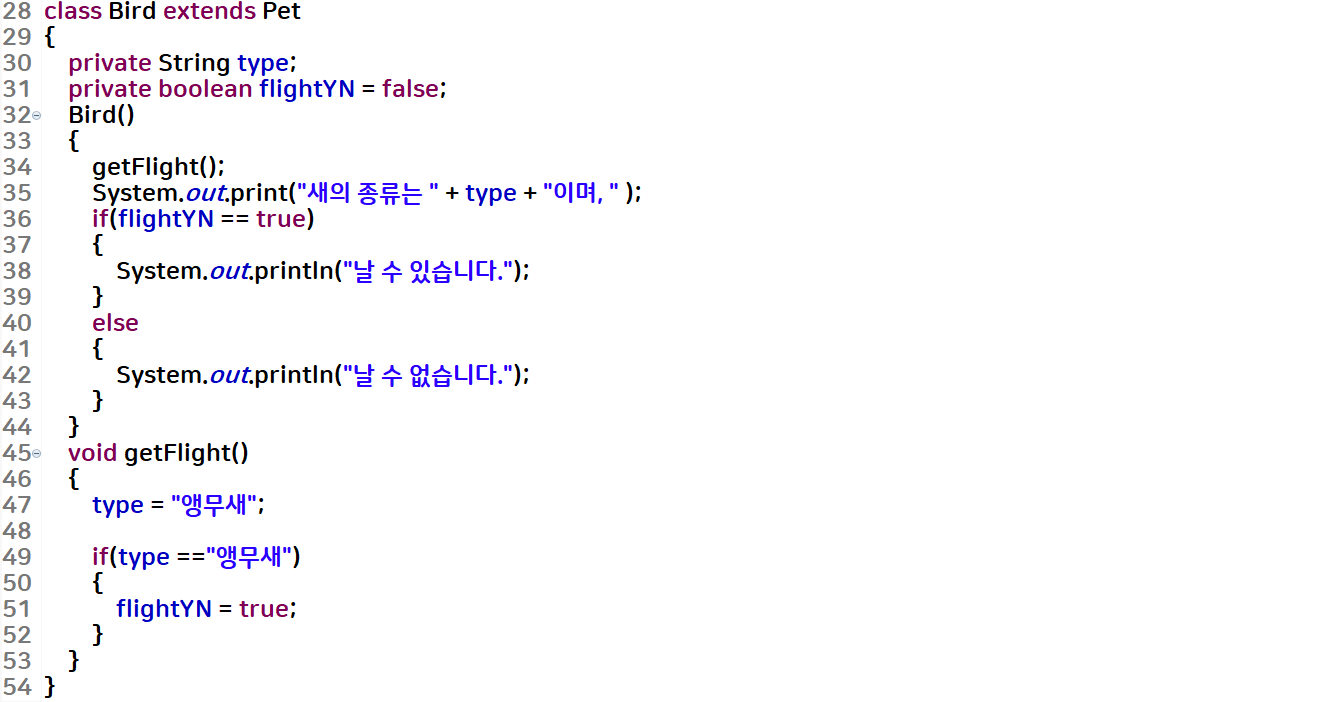 28 class Bird extends Pet
29 {
30 private String type;
31 private boolean flightYN = false;
32 Bird()
33 {
34 getFlight();
35 System.out.print("새의 종류는 " + type + "이며, " );
36 if(flightYN == true)
37 {
38 System.out.println("날 수 있습니다.");
39 }
40 else
41 {
42 System.out.println("날 수 없습니다.");
43 }
44 }
45 void getFlight()
46 {
47 type = "앵무새";
48
49 if(type =="앵무새")
50 {
51 flightYN = true;
52 }
53 }
54 }